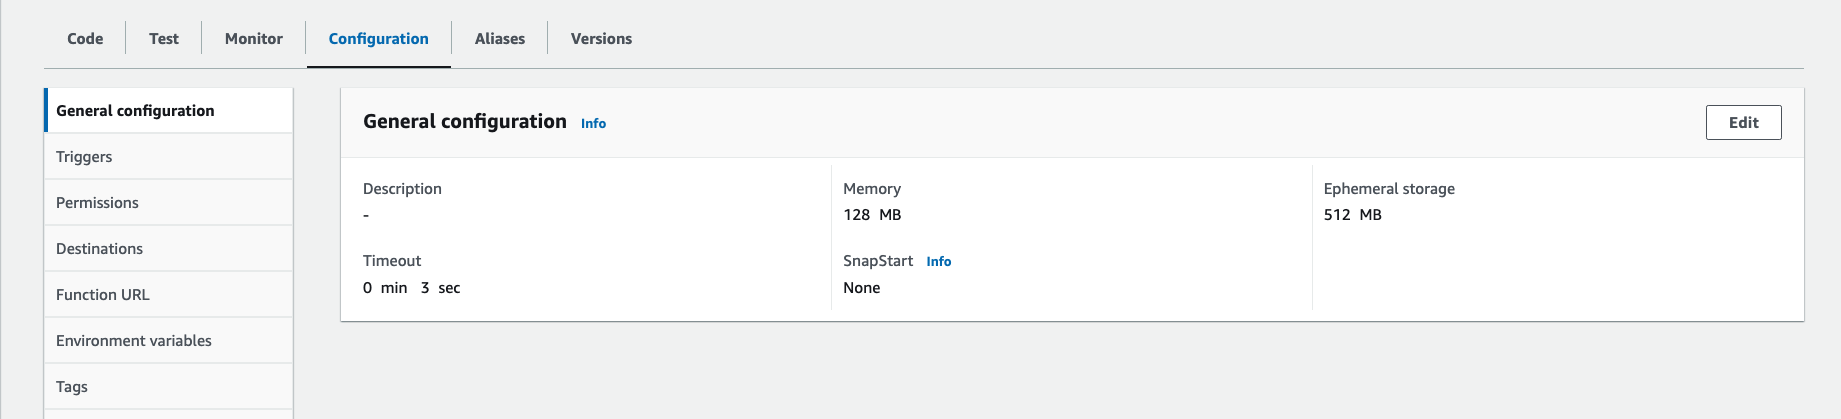 Code Test Monitor Configuration Aliases Versions
General configuration
Triggers
Permissions
Destinations
Function URL
Environment variables
Tags
General configuration Info
Edit
Description
-
Memory
128 MB
Ephemeral storage
512 MB
Timeout
0 min 3 sec
SnapStart Info
None